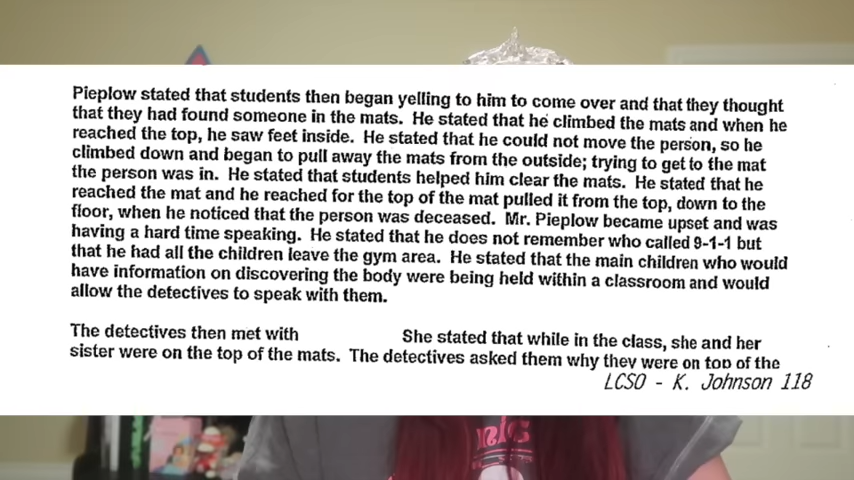 Pieplow stated that students then began yelling to him to come over and that they thought
that they had found someone in the mats. He stated that he climbed the mats and when he
reached the top, he saw feet inside. He stated that he could not move the person, so he
climbed down and began to pull away the mats from the outside; trying to get to the mat
the person was in. He stated that students helped him clear the mats. He stated that he
reached the mat and he reached for the top of the mat pulled it from the top, down to the
floor, when he noticed that the person was deceased. Mr. Pieplow became upset and was
having a hard time speaking. He stated that he does not remember who called 9-1-1 but
that he had all the children leave the gym area. He stated that the main children who would
have information on discovering the body were being held within a classroom and would
allow the detectives to speak with them.
The detectives then met with She stated that while in the class, she and her
sister were on the top of the mats. The detectives asked them why they were on top of the
LCSO - K. Johnson 118